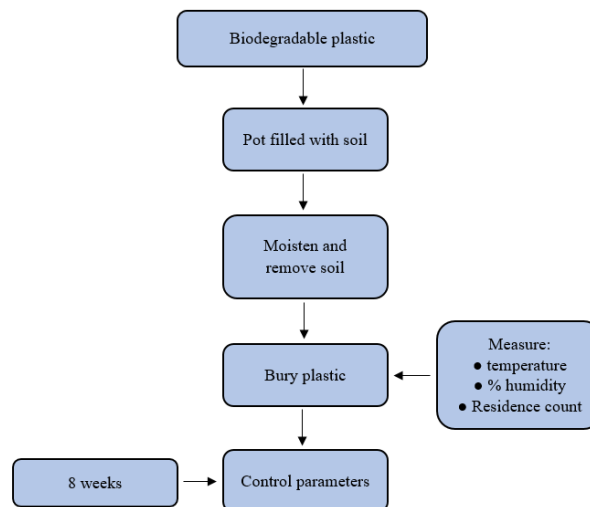 Biodegradable plastic
Pot filled with soil
Moisten and
remove soil
Measure:
● temperature
● % humidity
● Residence count
Bury plastic
8 weeks
Control parameters